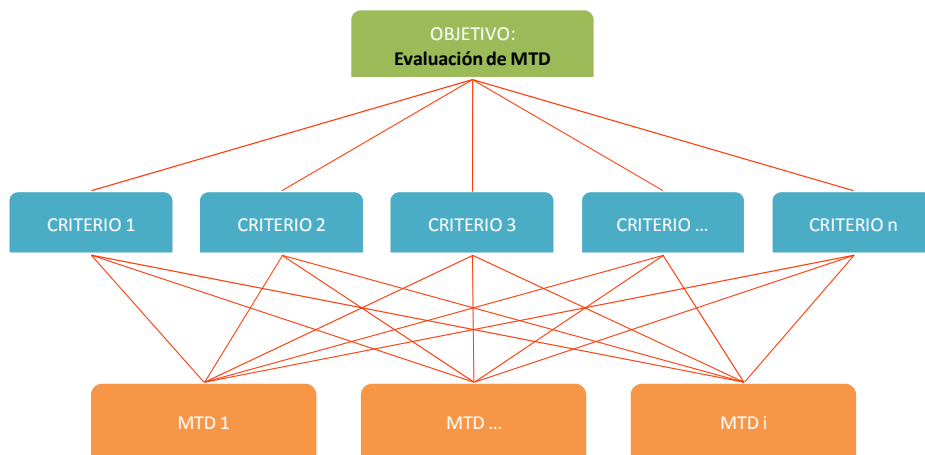 OBJETIVO:
Evaluación de MTD
CRITERIO 1
CRITERIO 2
CRITERIO 3
CRITERIO ...
CRITERIO n
MTD 1
MTD ...
MTD i